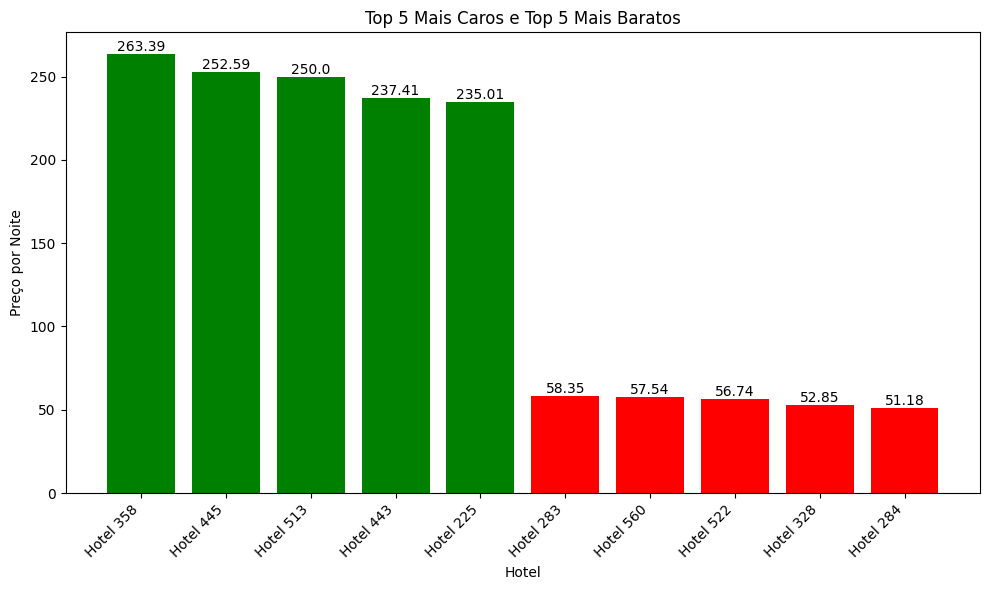 Top 5 Mais Caros e Top 5 Mais Baratos
263.39
252.59
250.0
237.41
235.01
58.35
57.54
56.74
52.85
51.18
Preço por Noite
250
200
150
100
50
0
Hotel 358
Hotel 445
Hotel 513
Hotel 443
Hotel 225
Hotel 283
Hotel 560
Hotel 522
Hotel 328
Hotel 284
Hotel